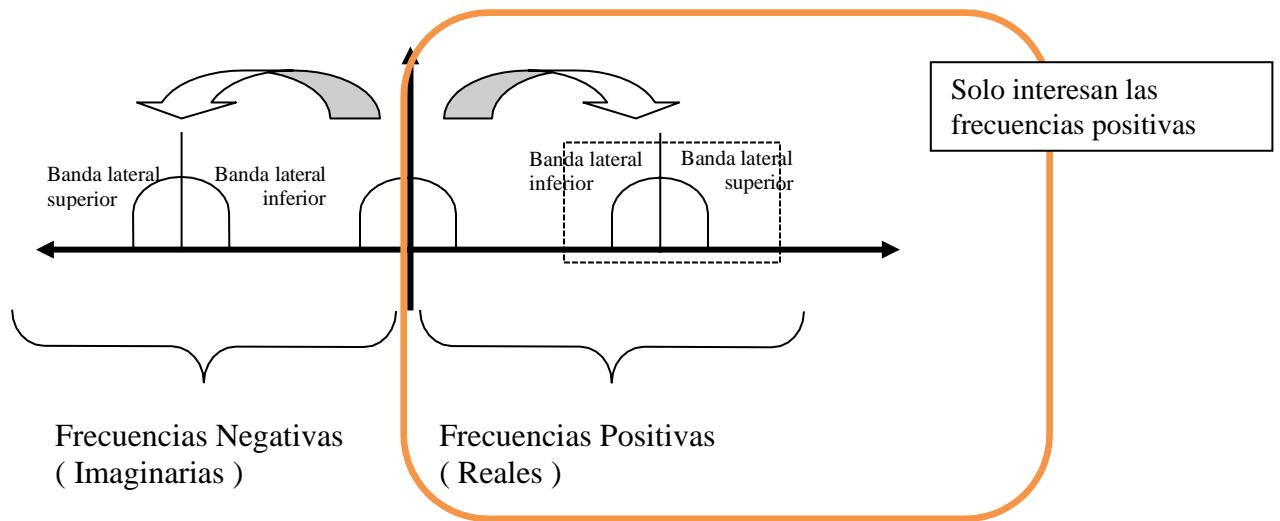 Solo interesan las
frecuencias positivas
Banda lateral
superior
Banda lateral
inferior
Banda lateral
inferior
Banda lateral
superior
Frecuencias Negativas
( Imaginarias )
Frecuencias Positivas
( Reales )